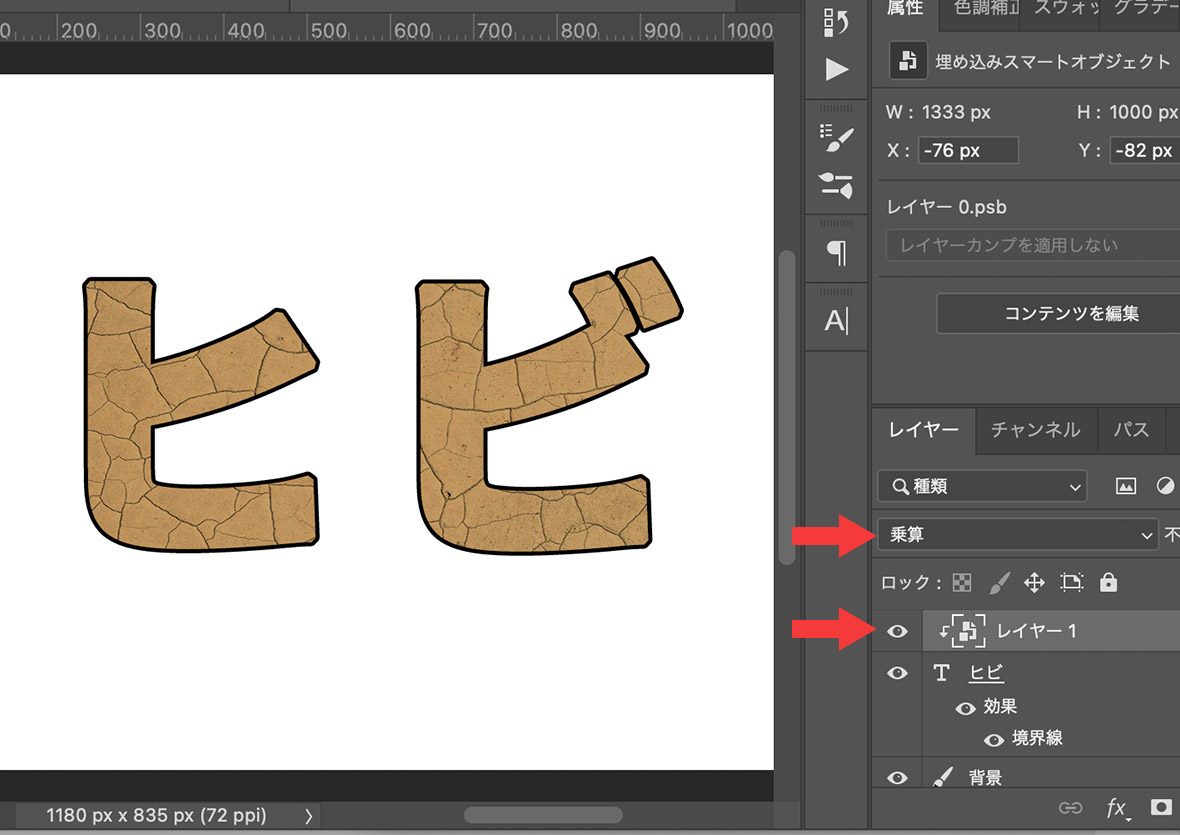 属性 色調補正 スウォッ グラデー
0 200 300 400 500 600 700 800 900 1000
埋め込みスマートオブジェクト
W : 1333 px H : 1000 px
X : -76 px Y : -82 px
レイヤー 0.psb
レイヤーカンプを適用しない
コンテンツを編集
ヒビ
A
レイヤー チャンネル パス
種類
乗算 不
ロック :
レイヤー 1
T ヒビ
効果
境界線
背景
fx
1180 px x 835 px (72 ppi)